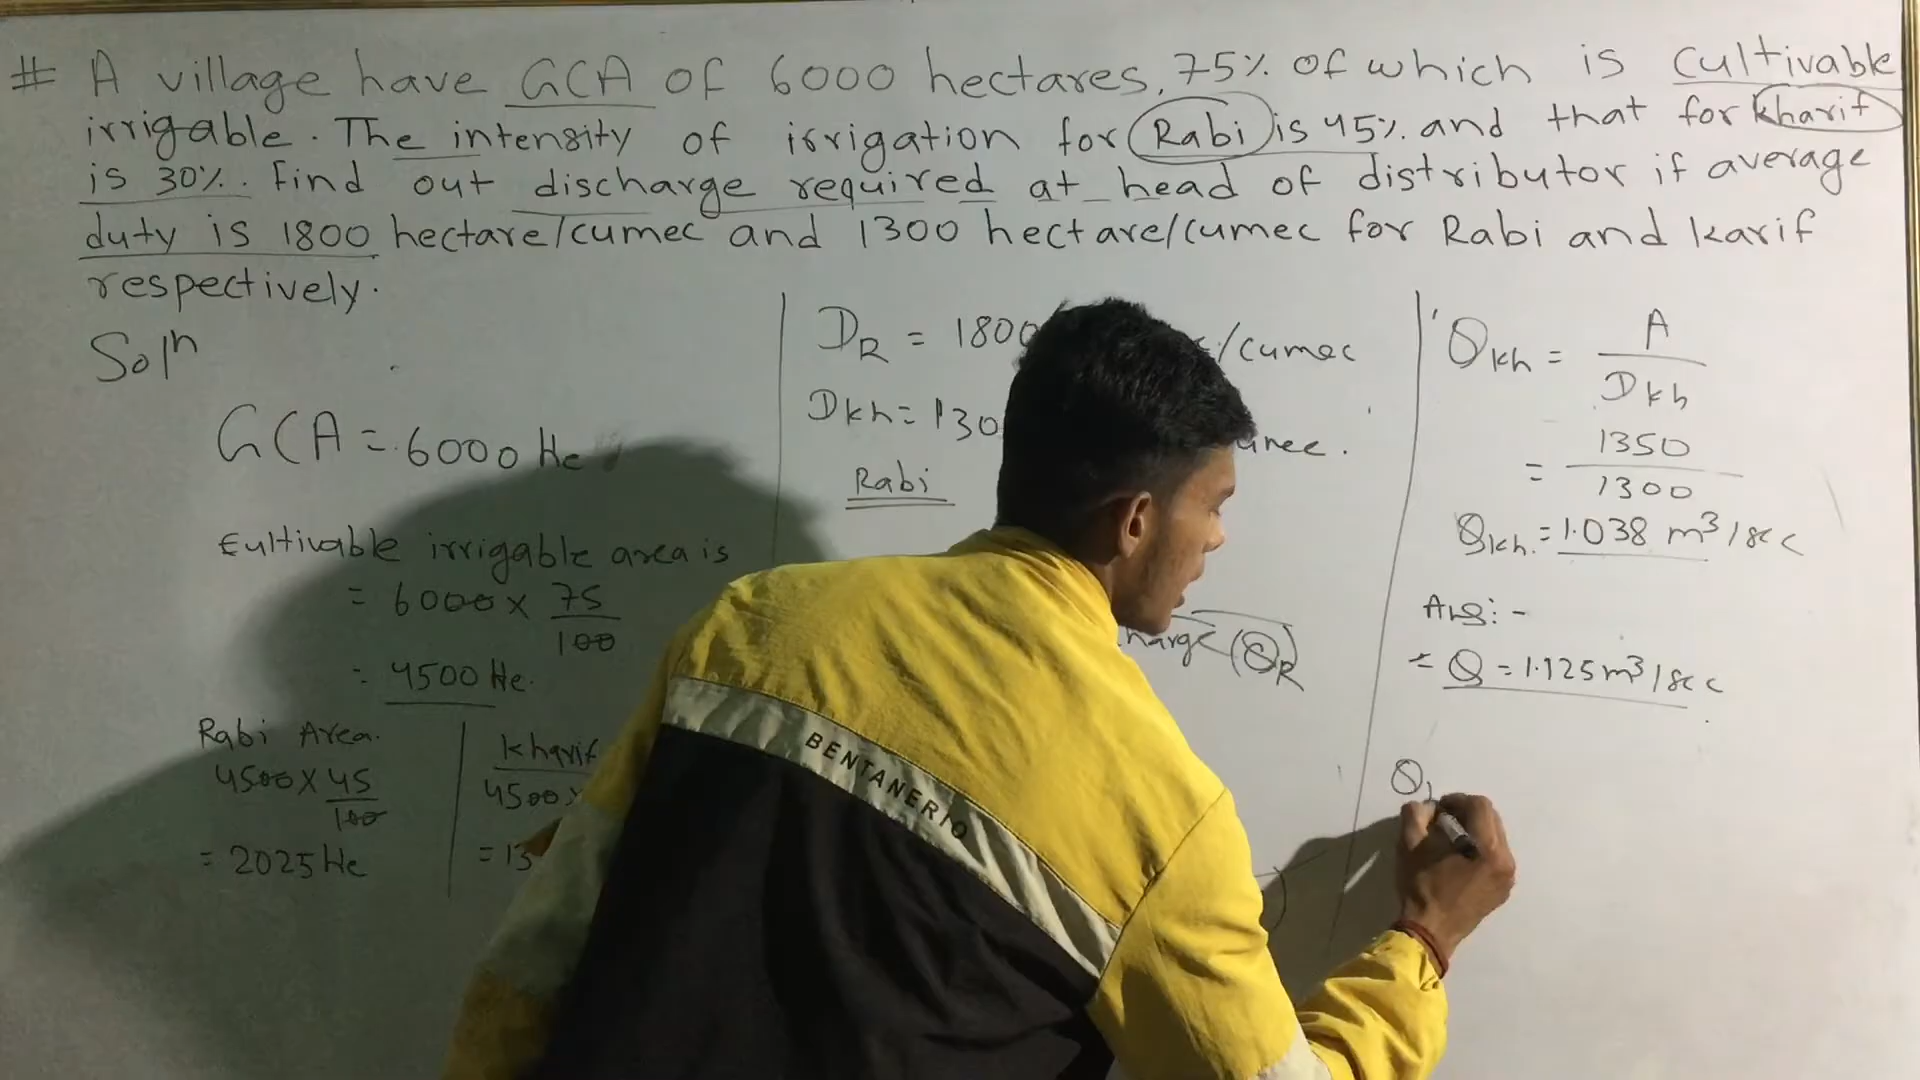 # A village have GCA of 6000 hectares, 75% of which is cultivable
irrigable. The intensity of irrigation for Rabi is 45% and that for kharif
is 30%. Find out discharge required at head of distributor if average
duty is 1800 hectare/cumec and 1300 hectare/cumec for Rabi and karif
respectively.
Solⁿ
GCA = 6000 He
Cultivable irrigable area is
= 6000 × 75/100
= 4500 He.
Rabi Area.
4500 × 45/100
= 2025 He
kharif
4500 ×
= 13
D_R = 1800 /cumec
Dkh = 130
Rabi
(Q_R
Qkh = A/Dkh
= 1350/1300
Qkh. = 1.038 m³/sec
Ans: -
= Q = 1.125 m³/sec
Q
BENTANERIO